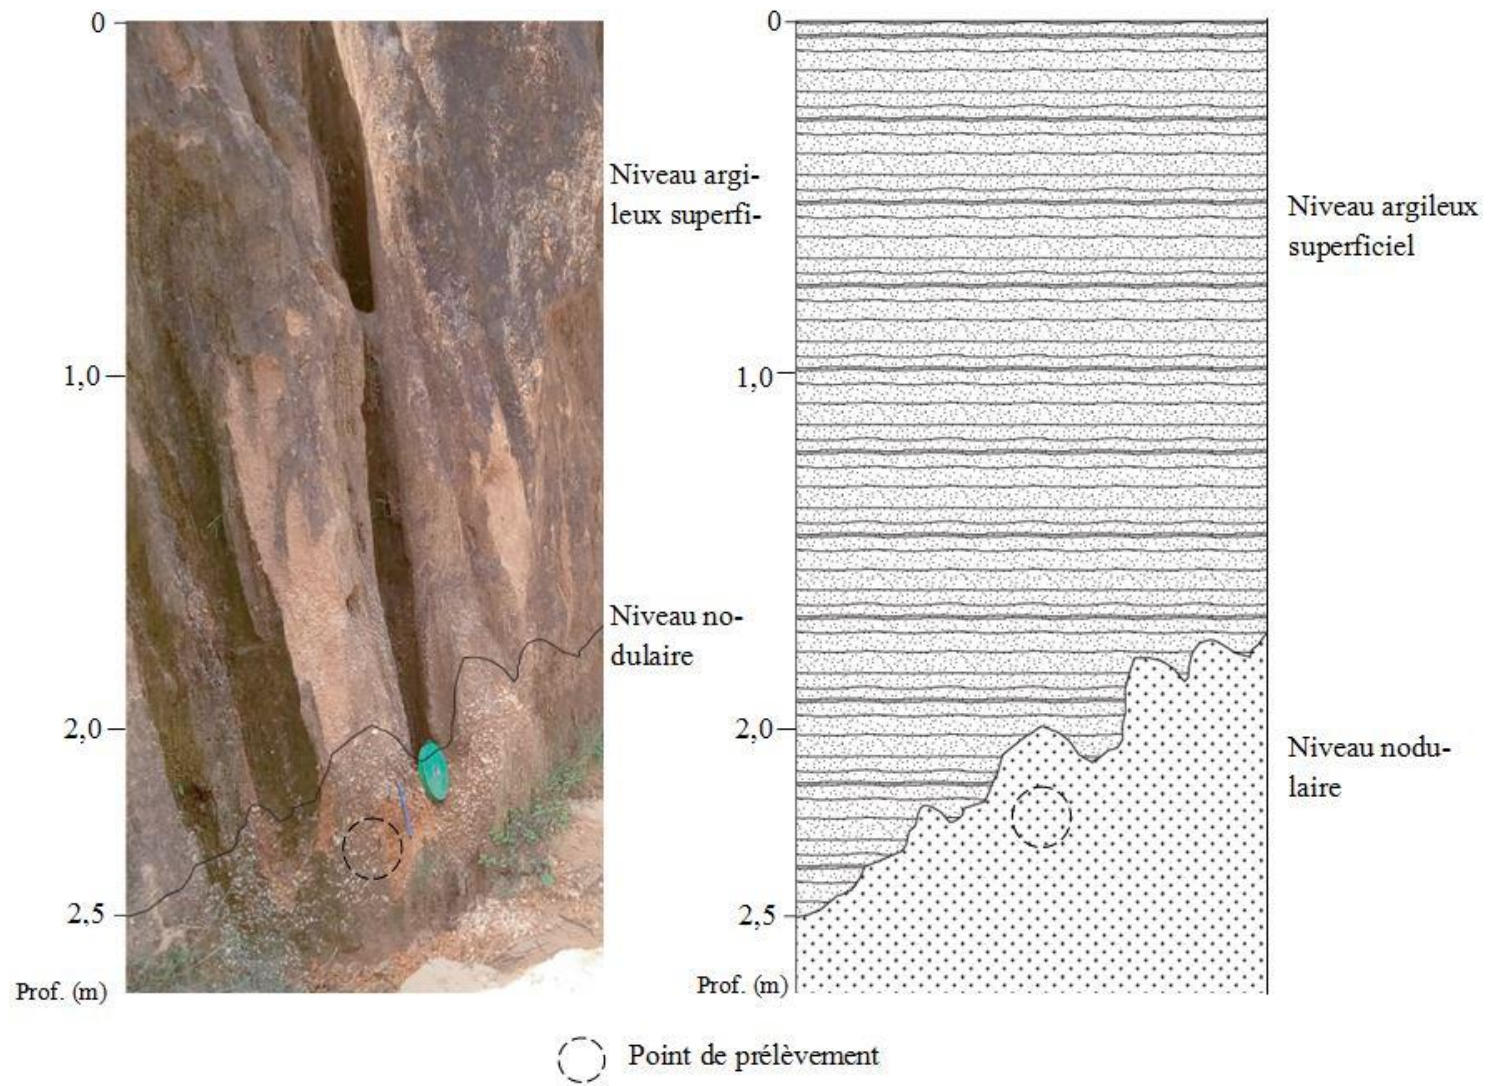 0
Niveau argi-
leux superfi-
1,0
Niveau no-
dulaire
2,0
2,5
Prof. (m)
0
Niveau argileux
superficiel
1,0
2,0
Niveau nodu-
laire
2,5
Prof. (m)
Point de prélèvement